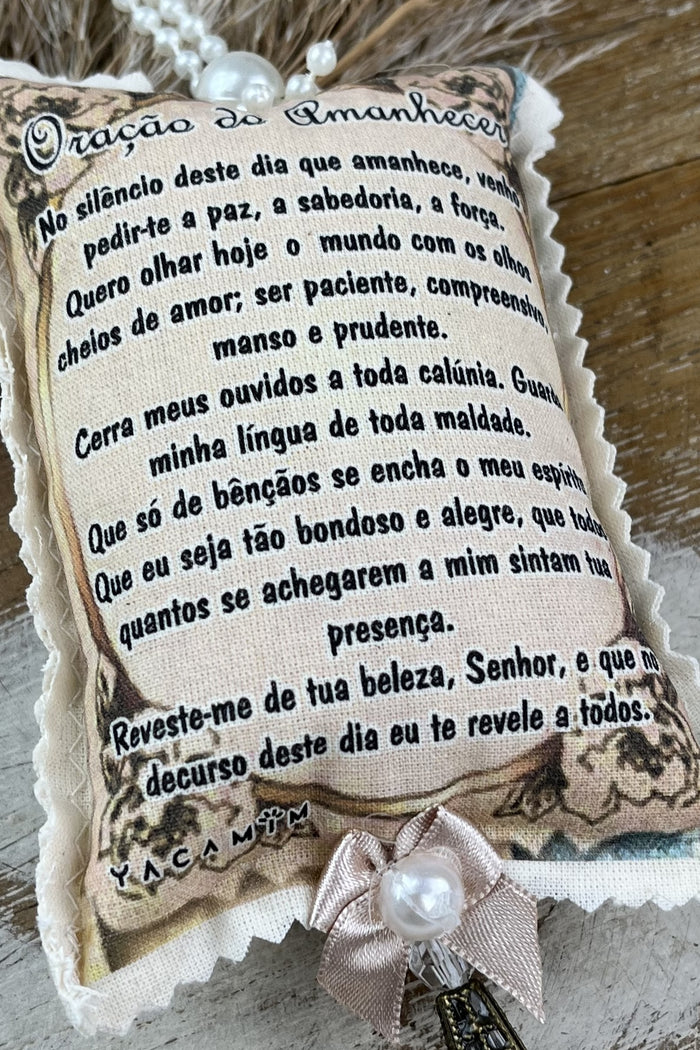 Oração do Amanhecer
No silêncio deste dia que amanhece, venho
pedir-te a paz, a sabedoria, a força.
Quero olhar hoje o mundo com os olhos
cheios de amor; ser paciente, compreensivo,
manso e prudente.
Cerra meus ouvidos a toda calúnia. Guarda
minha língua de toda maldade.
Que só de bênçãos se encha o meu espírito
Que eu seja tão bondoso e alegre, que todos
quantos se achegarem a mim sintam tua
presença.
Reveste-me de tua beleza, Senhor, e que no
decurso deste dia eu te revele a todos.
YACAMIM